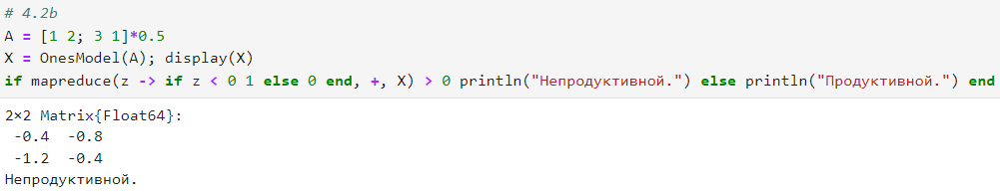 # 4.2b
A = [1 2; 3 1]*0.5
X = OnesModel(A); display(X)
if mapreduce(z -> if z < 0 1 else 0 end, +, X) > 0 println("Непродуктивной.") else println("Продуктивной.") end
2×2 Matrix{Float64}:
 -0.4  -0.8
 -1.2  -0.4
Непродуктивной.